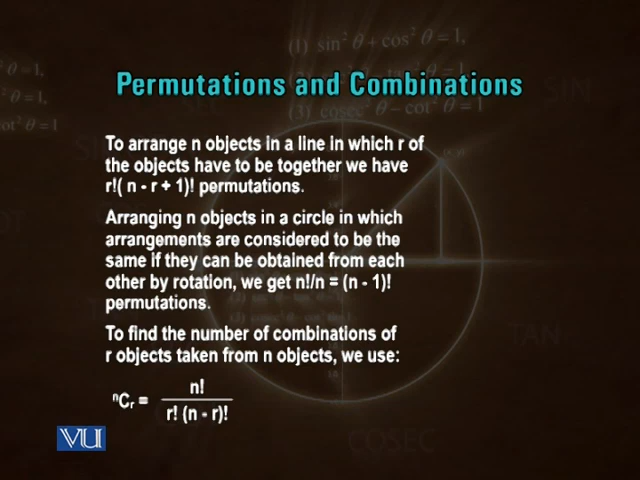 (1) sin² θ + cos² θ = 1,
Permutations and Combinations
(3) cosec² θ - cot² θ = 1
SIN
To arrange n objects in a line in which r of
the objects have to be together we have
r!( n - r + 1)! permutations.
Arranging n objects in a circle in which
arrangements are considered to be the
same if they can be obtained from each
other by rotation, we get n!/n = (n - 1)!
permutations.
To find the number of combinations of
r objects taken from n objects, we use:
TAN
ⁿCᵣ = n! / r! (n - r)!
VU
COSEC